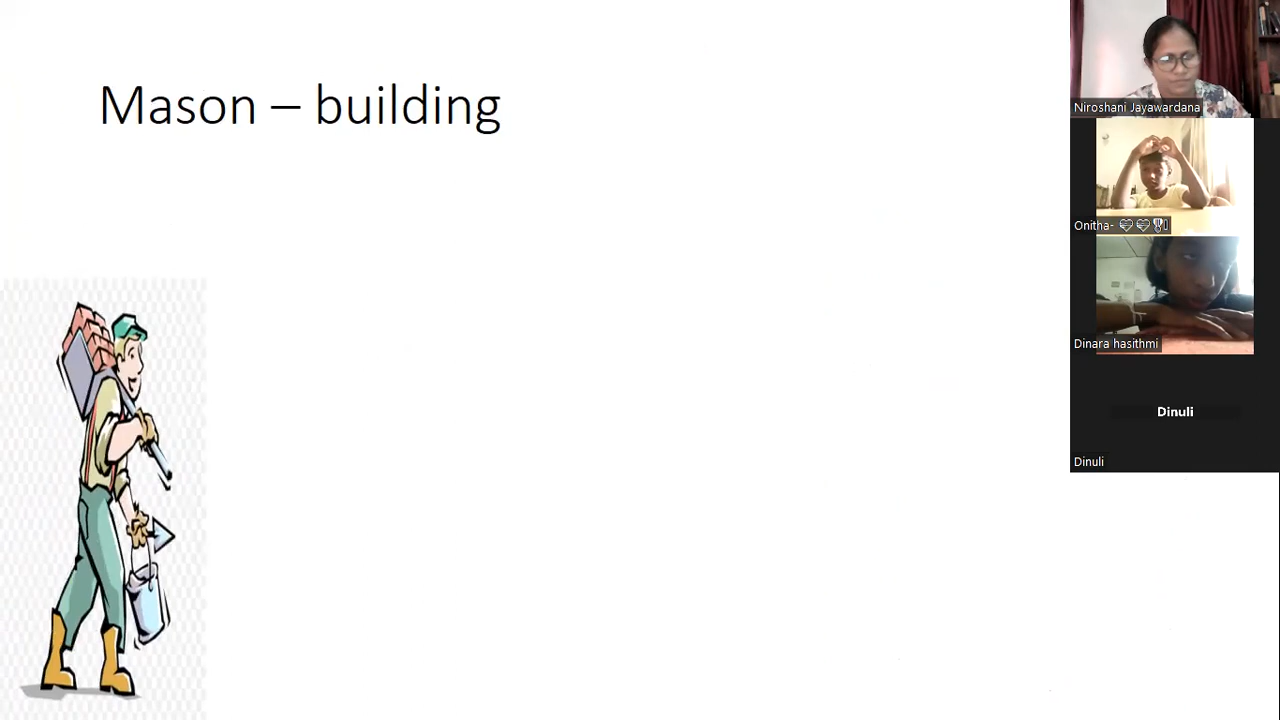 Mason – building
Niroshani Jayawardana
Onitha-
Dinara hasithmi
Dinuli
Dinuli